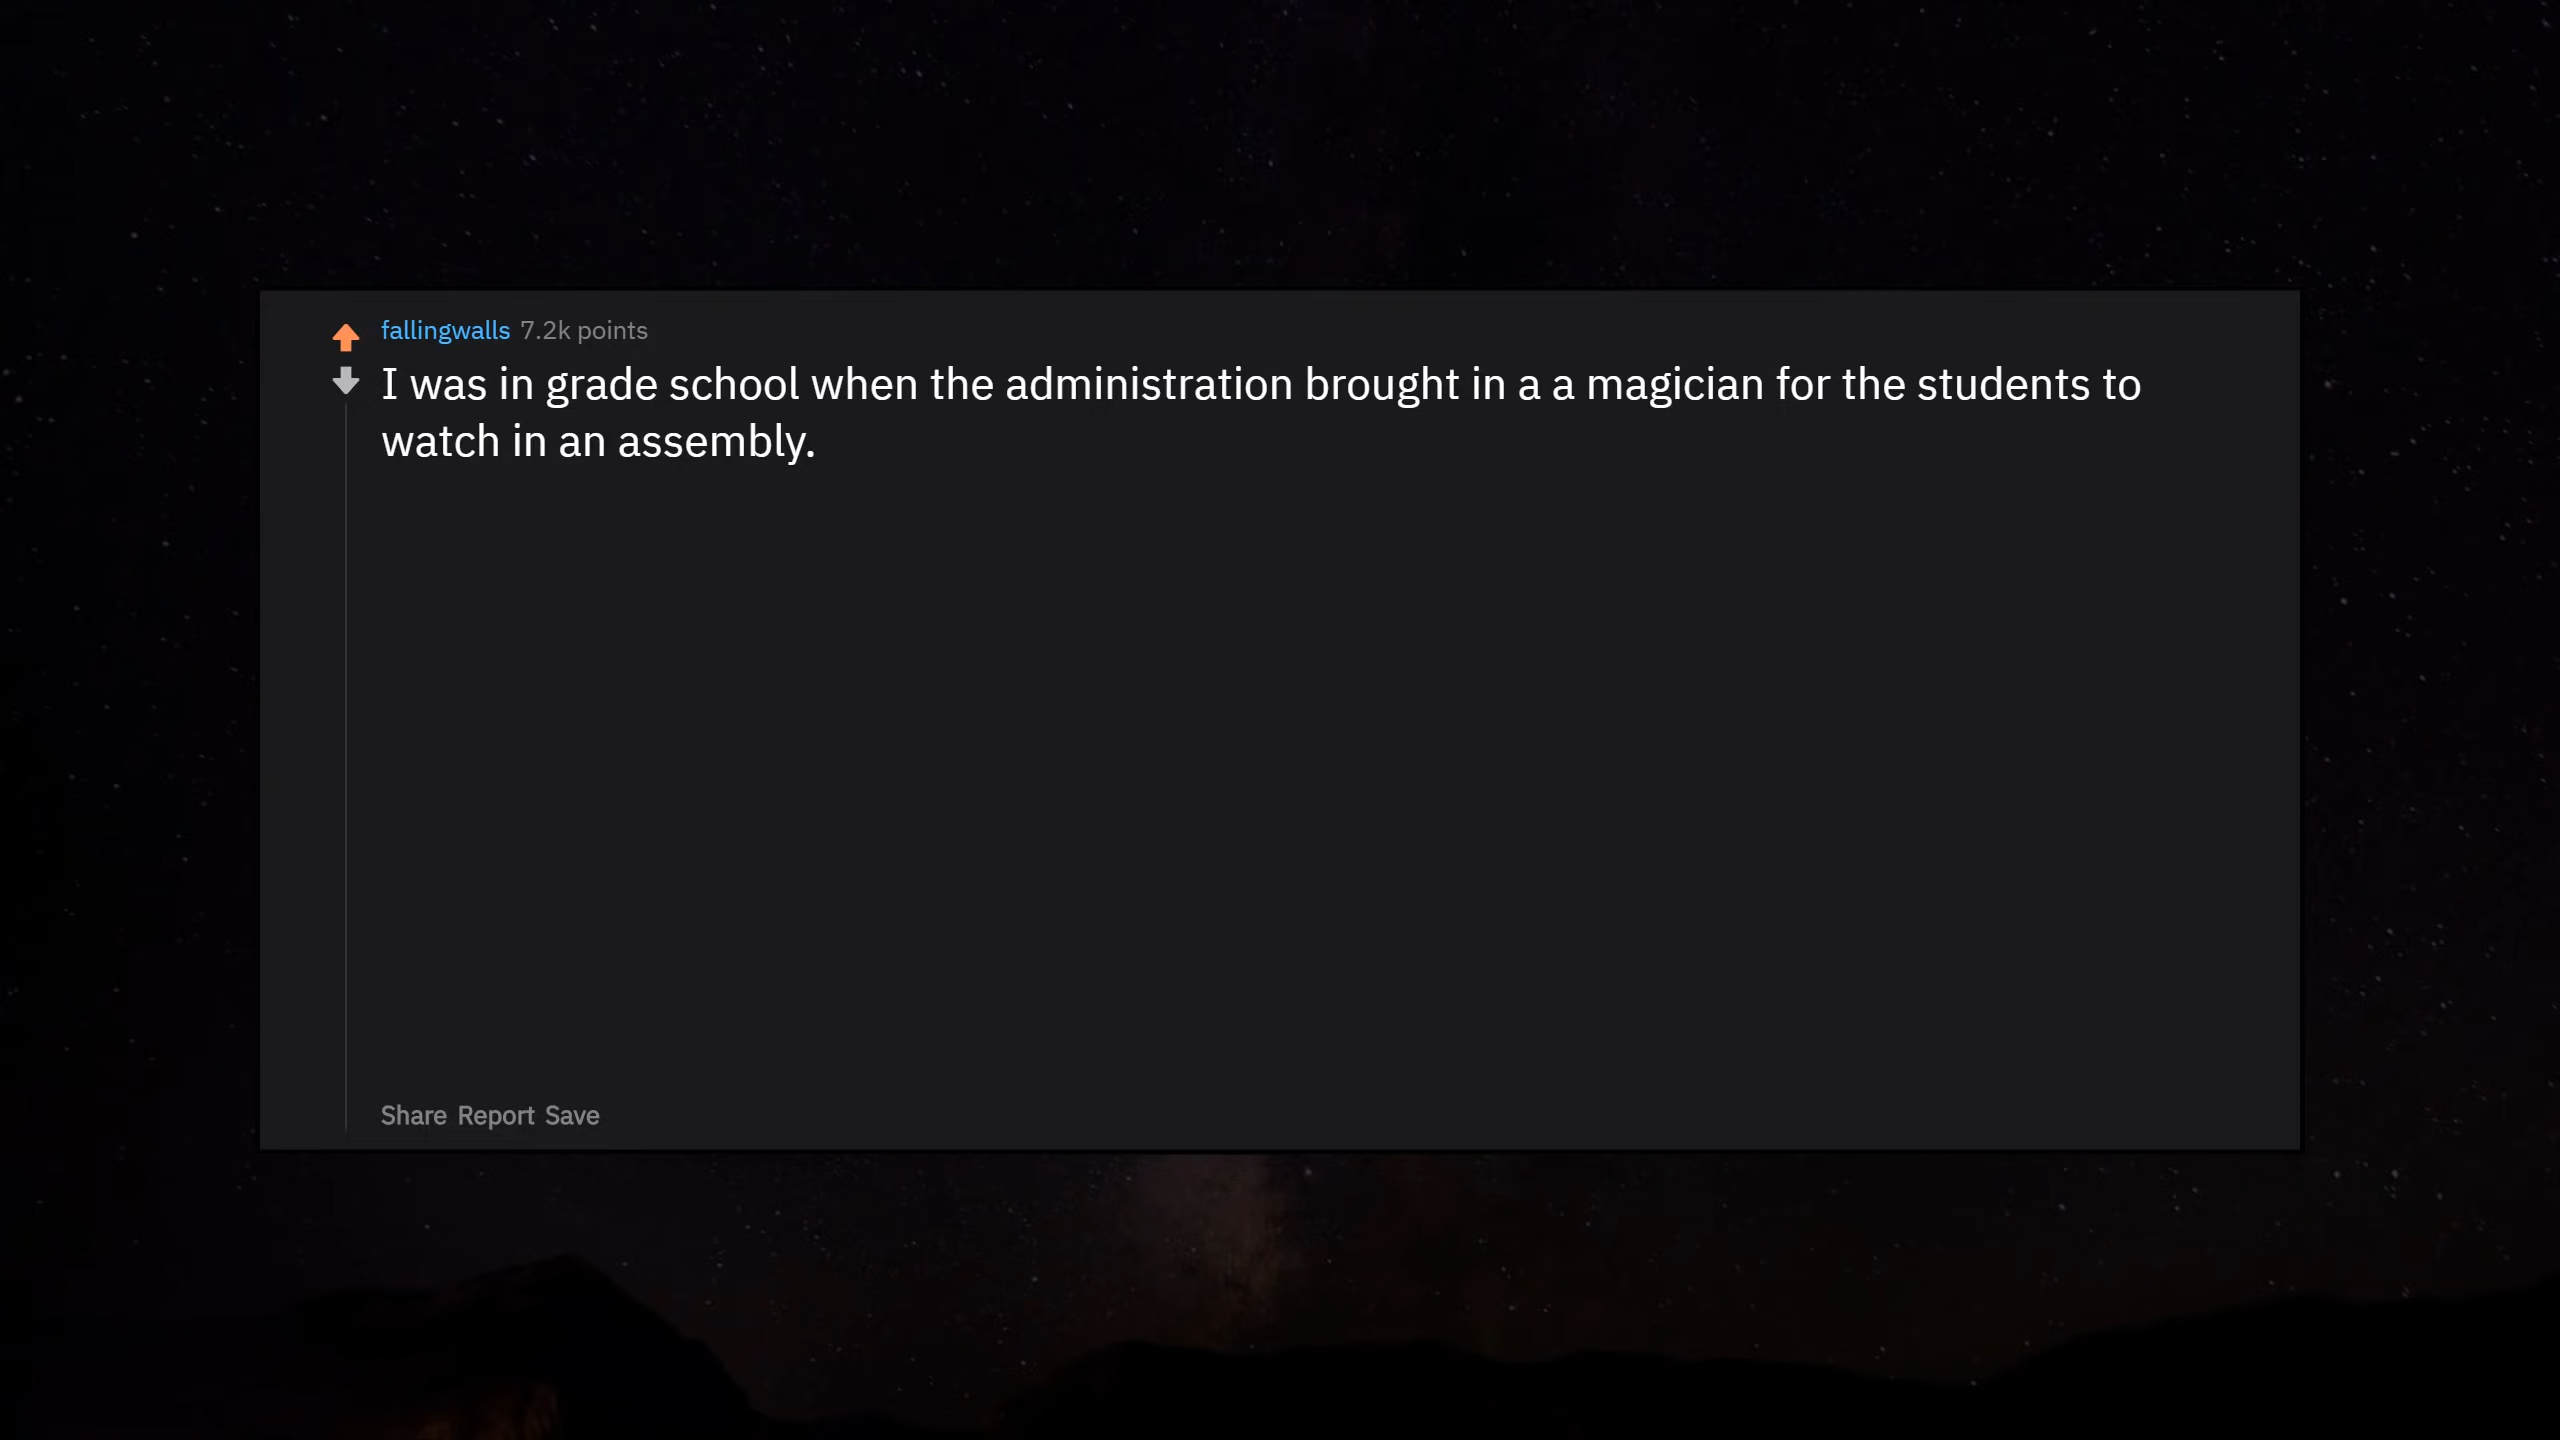 fallingwalls 7.2k points
I was in grade school when the administration brought in a a magician for the students to
watch in an assembly.
Share Report Save